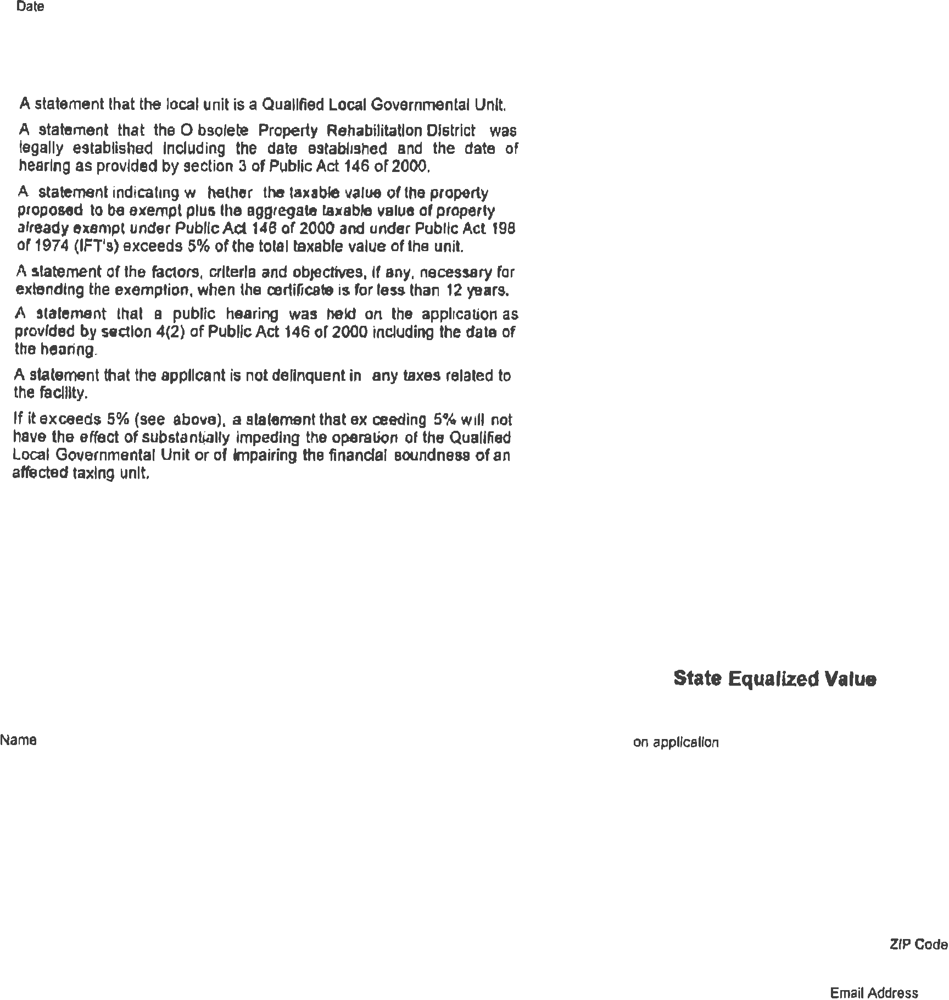 Date
A statement that the local unit is a Qualified Local Governmental Unit.
A statement that the O bsolete Property Rehabilitation District was
legally established including the date established and the date of
hearing as provided by section 3 of Public Act 146 of 2000.
A statement indicating w hether the taxable value of the property
proposed to be exempt plus the aggregate taxable value of property
already exempt under Public Act 146 of 2000 and under Public Act 198
of 1974 (IFT's) exceeds 5% of the total taxable value of the unit.
A statement of the factors, criteria and objectives, if any, necessary for
extending the exemption, when the certificate is for less than 12 years.
A statement that a public hearing was held on the application as
provided by section 4(2) of Public Act 146 of 2000 including the date of
the hearing.
A statement that the applicant is not delinquent in any taxes related to
the facility.
If it exceeds 5% (see above), a statement that ex ceeding 5% will not
have the effect of substantially impeding the operation of the Qualified
Local Governmental Unit or of impairing the financial soundness of an
affected taxing unit.
State Equalized Value
Name
on application
ZIP Code
Email Address